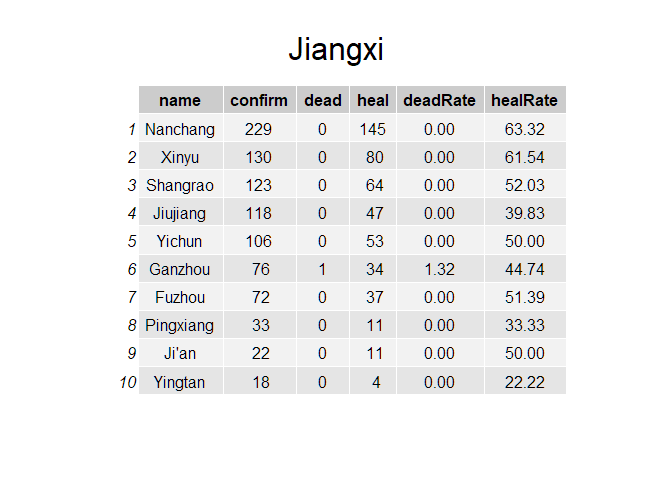 Jiangxi
name confirm dead heal deadRate healRate
1 Nanchang 229 0 145 0.00 63.32
2 Xinyu 130 0 80 0.00 61.54
3 Shangrao 123 0 64 0.00 52.03
4 Jiujiang 118 0 47 0.00 39.83
5 Yichun 106 0 53 0.00 50.00
6 Ganzhou 76 1 34 1.32 44.74
7 Fuzhou 72 0 37 0.00 51.39
8 Pingxiang 33 0 11 0.00 33.33
9 Ji'an 22 0 11 0.00 50.00
10 Yingtan 18 0 4 0.00 22.22